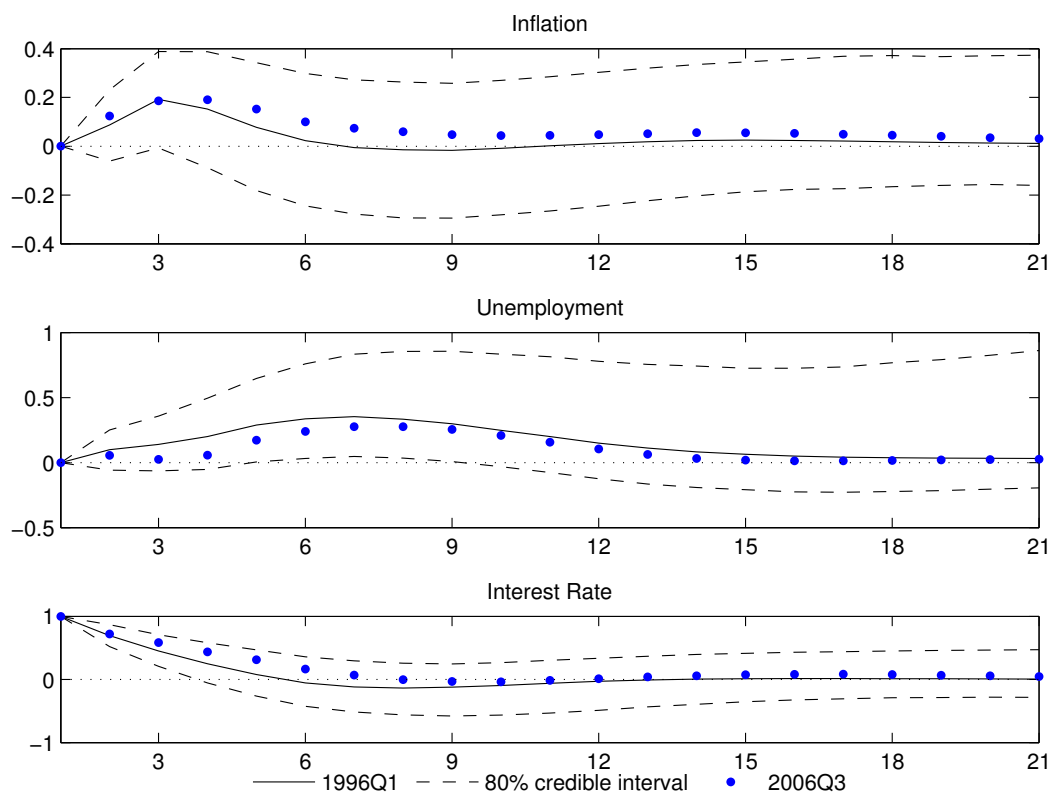 Inflation
0.4
0.2
0
−0.2
−0.4
3 6 9 12 15 18 21
Unemployment
1
0.5
0
−0.5
3 6 9 12 15 18 21
Interest Rate
1
0
−1
3 6 9 12 15 18 21
1996Q1 80% credible interval 2006Q3